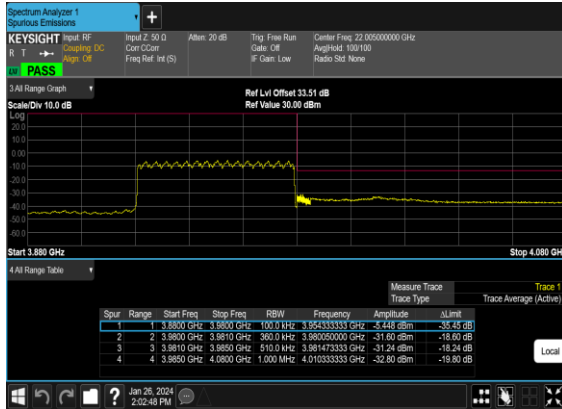 Spectrum Analyzer 1
Spurious Emissions
KEYSIGHT Input: RF Input Z: 50 Ω Atten: 20 dB Trig: Free Run Center Freq: 22.005000000 GHz
R T Coupling: DC Corr CCorr Gate: Off Avg|Hold: 100/100
Align: Off Freq Ref: Int (S) IF Gain: Low Radio Std: None
PASS
3 All Range Graph
Ref Lvl Offset 33.51 dB
Scale/Div 10.0 dB Ref Value 30.00 dBm
Log
20.0
10.0
0.00
-10.0
-20.0
-30.0
-40.0
-50.0
-60.0
Start 3.880 GHz Stop 4.080 GH
4 All Range Table
Measure Trace Trace 1
Trace Type Trace Average (Active)
Spur Range Start Freq Stop Freq RBW Frequency Amplitude ΔLimit
1 1 3.8800 GHz 3.9800 GHz 100.0 kHz 3.954333333 GHz -5.448 dBm -35.45 dB
2 2 3.9800 GHz 3.9810 GHz 360.0 kHz 3.980050000 GHz -31.60 dBm -18.60 dB
3 3 3.9810 GHz 3.9850 GHz 510.0 kHz 3.981473333 GHz -31.24 dBm -18.24 dB
4 4 3.9850 GHz 4.0800 GHz 1.000 MHz 4.010333333 GHz -32.80 dBm -19.80 dB
Local
Jan 26, 2024
2:02:48 PM